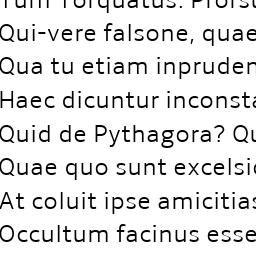 Tum Torquatus: Prorsu
Qui-vere falsone, quae
Qua tu etiam inpruden
Haec dicuntur inconsta
Quid de Pythagora? Qu
Quae quo sunt excelsio
At coluit ipse amicitias
Occultum facinus esse